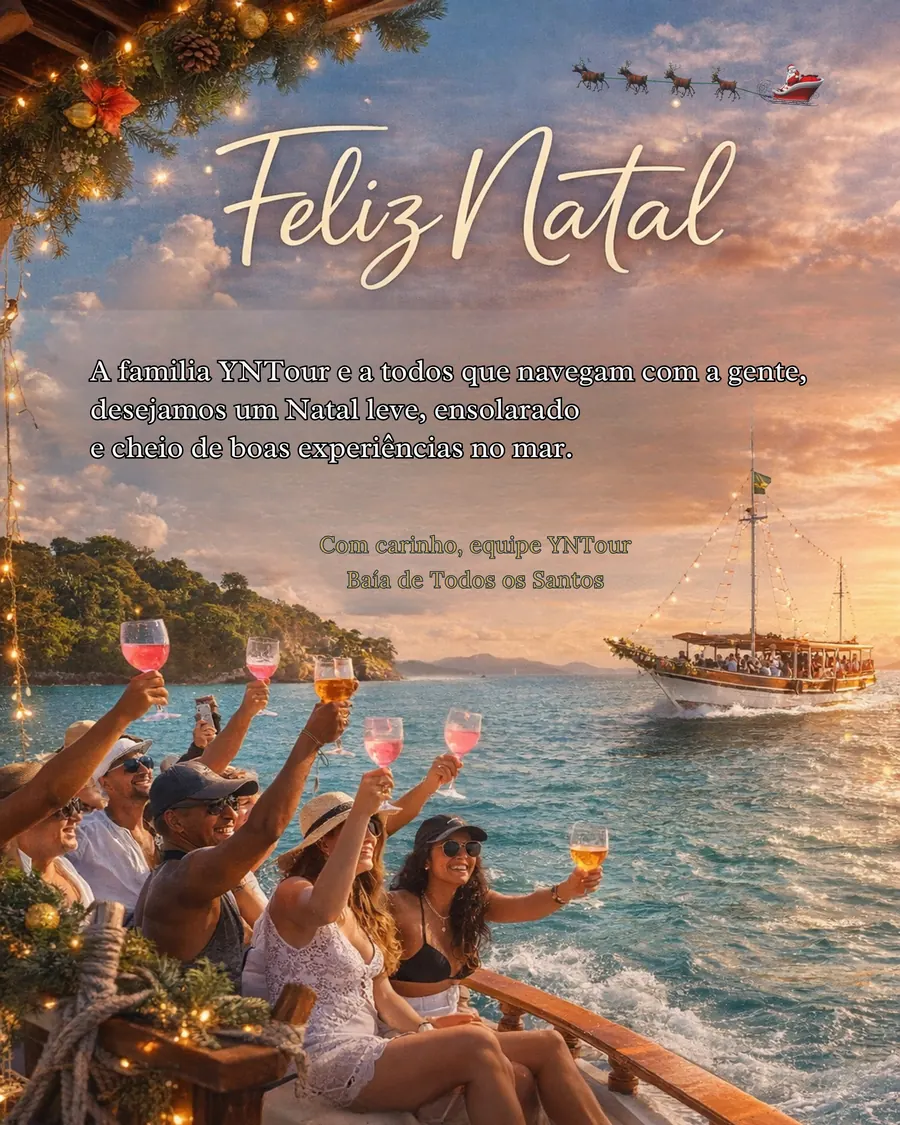 Feliz Natal
A familia YNTour e a todos que navegam com a gente,
desejamos um Natal leve, ensolarado
e cheio de boas experiências no mar.
Com carinho, equipe YNTour
Baía de Todos os Santos